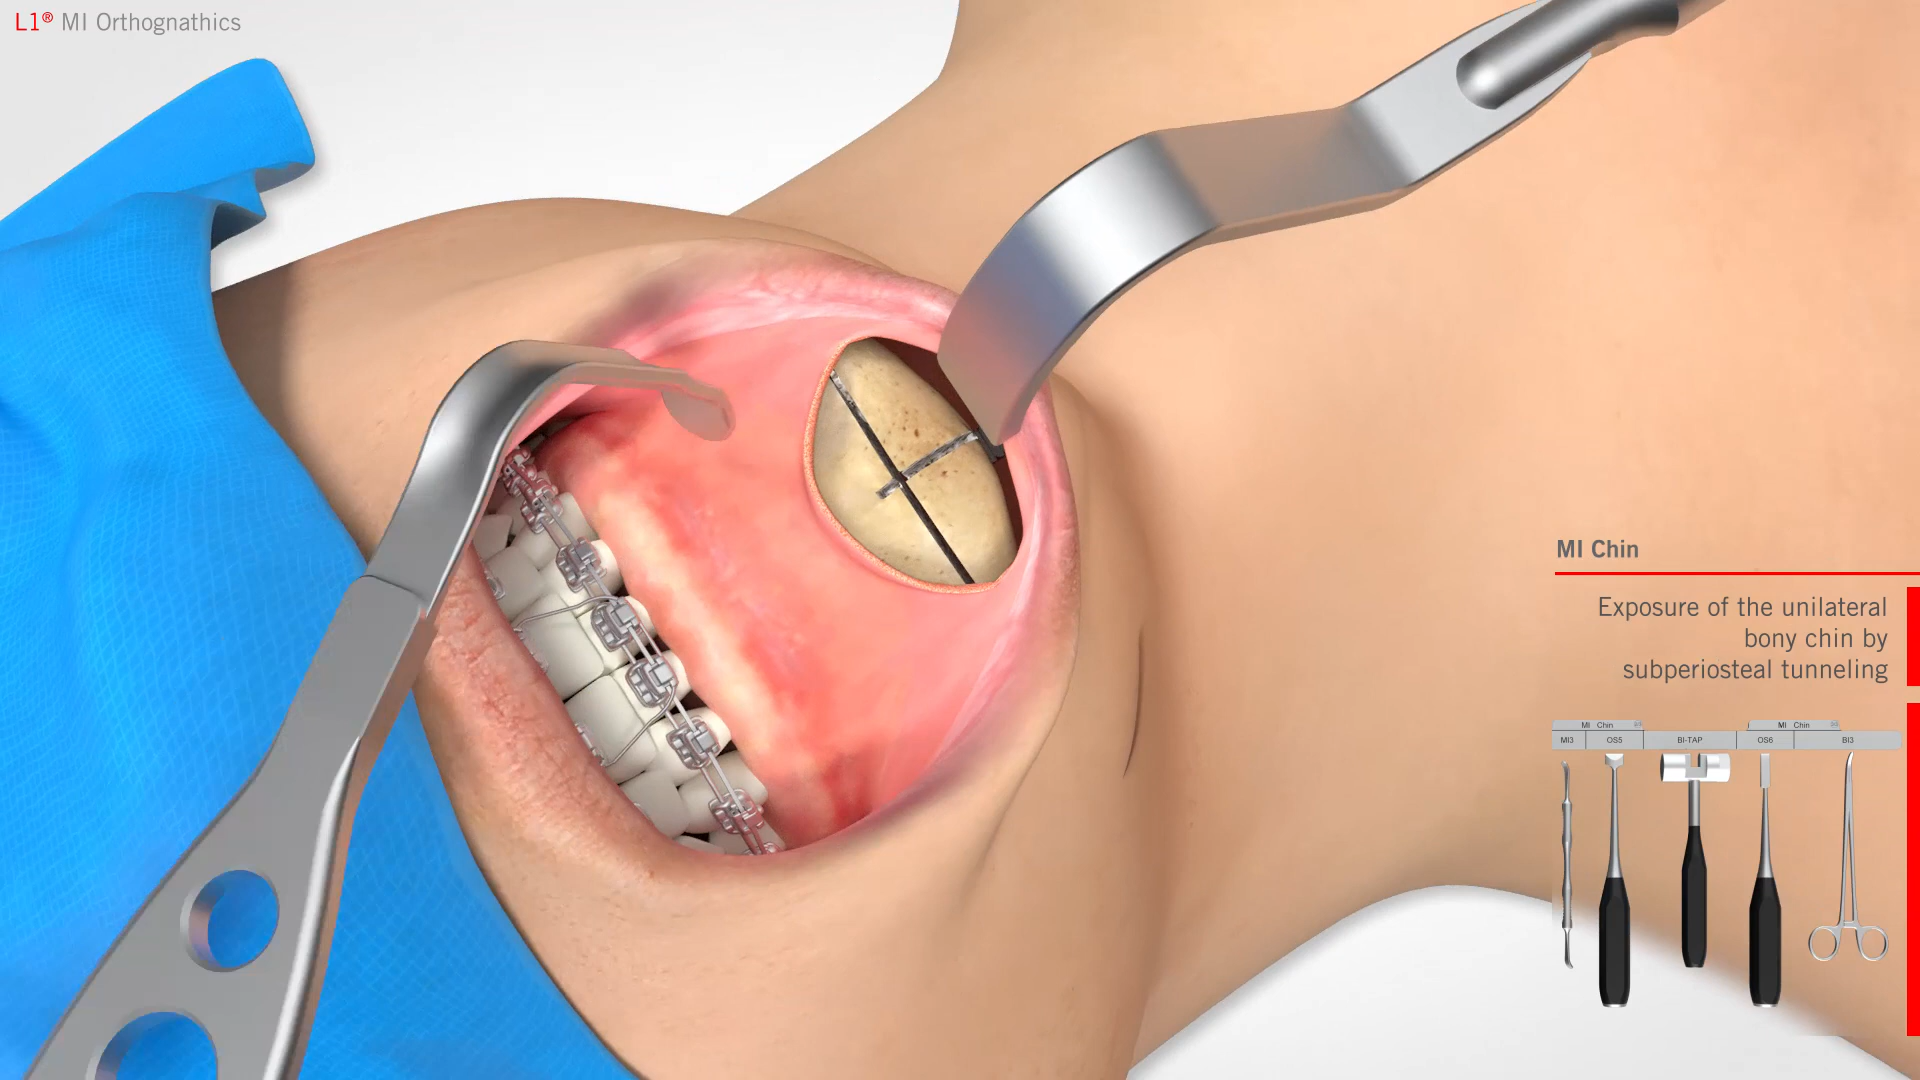 L1® MI Orthognathics
MI Chin
Exposure of the unilateral
bony chin by
subperiosteal tunneling
MI Chin
MI Chin
MI3
OS5
BI-TAP
OS6
BI3